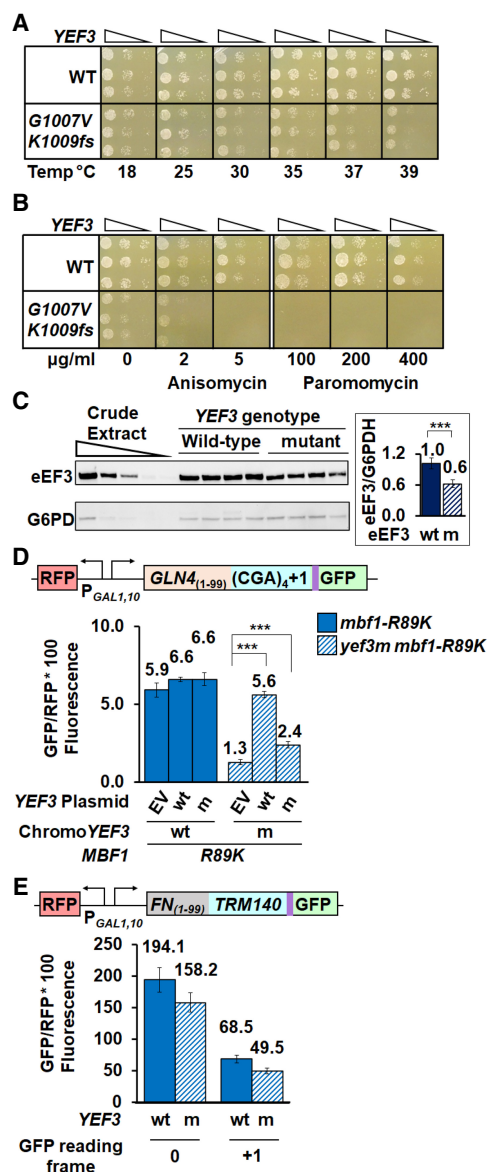 A
YEF3
WT
G1007V
K1009fs
Temp °C 18 25 30 35 37 39
B
YEF3
WT
G1007V
K1009fs
µg/ml 0 2 5 100 200 400
Anisomycin Paromomycin
C
Crude Extract
YEF3 genotype
Wild-type mutant
eEF3
G6PD
***
eEF3/G6PDH
1.2
0.6
0.0
1.0
0.6
eEF3 wt m
D
RFP
PGAL1,10
GLN4(1-99) (CGA)4+1 GFP
mbf1-R89K
yef3m mbf1-R89K
GFP/RFP* 100
Fluorescence
10.0
5.0
0.0
5.9 6.6 6.6
***
***
1.3 5.6 2.4
YEF3 Plasmid EV wt m EV wt m
Chromo YEF3 wt m
MBF1 R89K
E
RFP
PGAL1,10
FN(1-99) TRM140 GFP
GFP/RFP* 100
Fluorescence
250
200
150
100
50
0
194.1
158.2
68.5
49.5
YEF3 wt m wt m
GFP reading
frame
0 +1